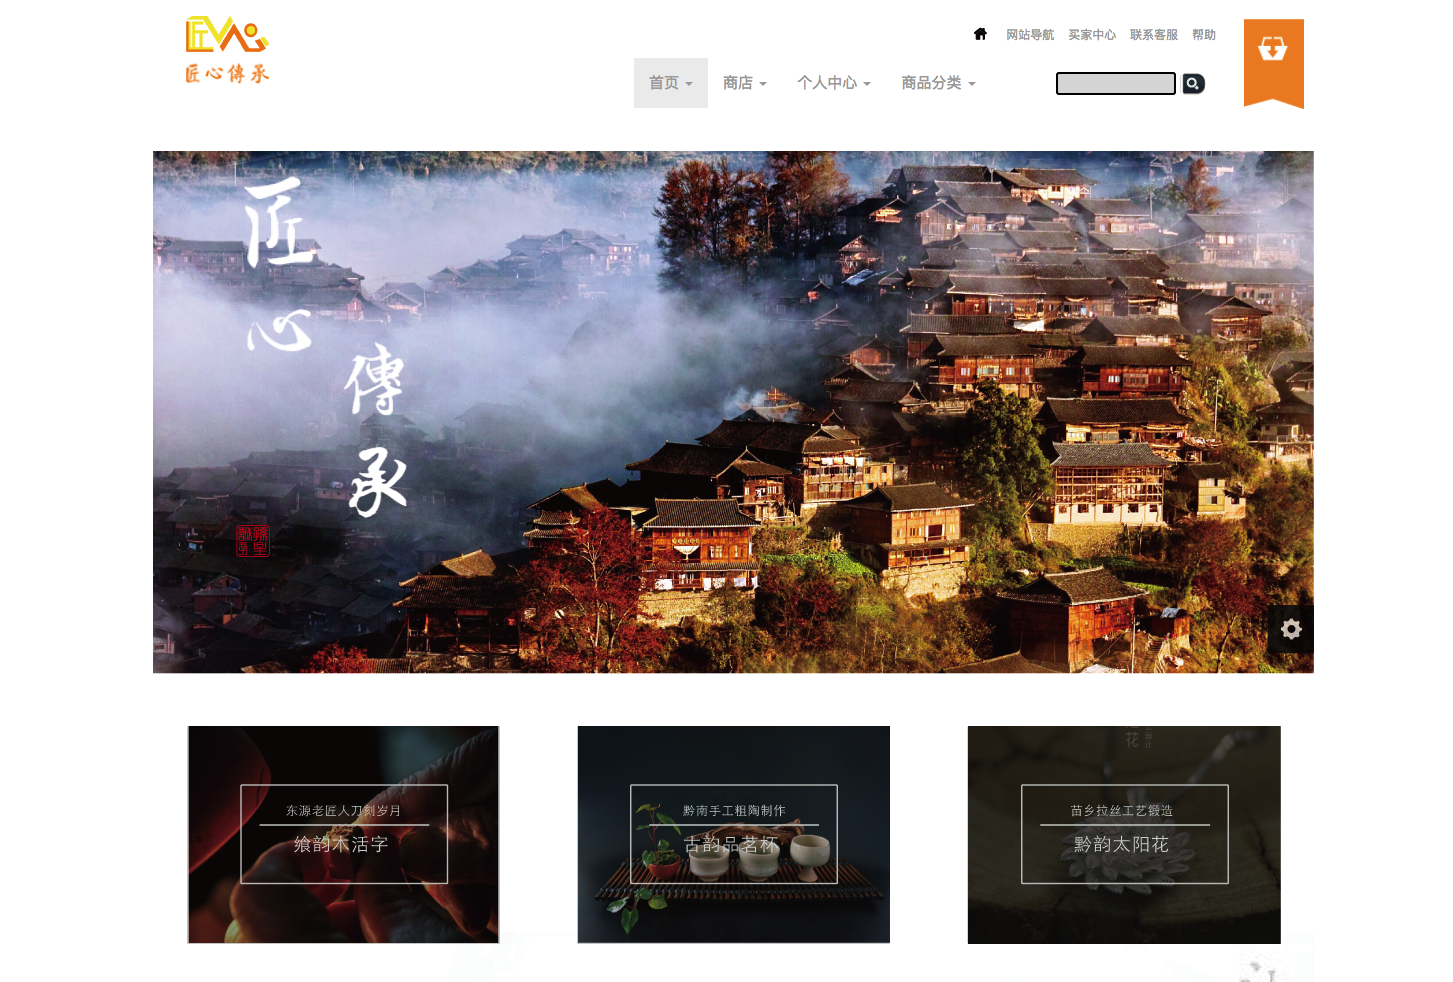 匠心傳承
网站导航 买家中心 联系客服 帮助
首页 商店 个人中心 商品分类
匠心
傳承
东源老匠人刀刻岁月
飨韵木活字
黔南手工粗陶制作
古韵品茗杯
花
苗乡拉丝工艺锻造
黔韵太阳花